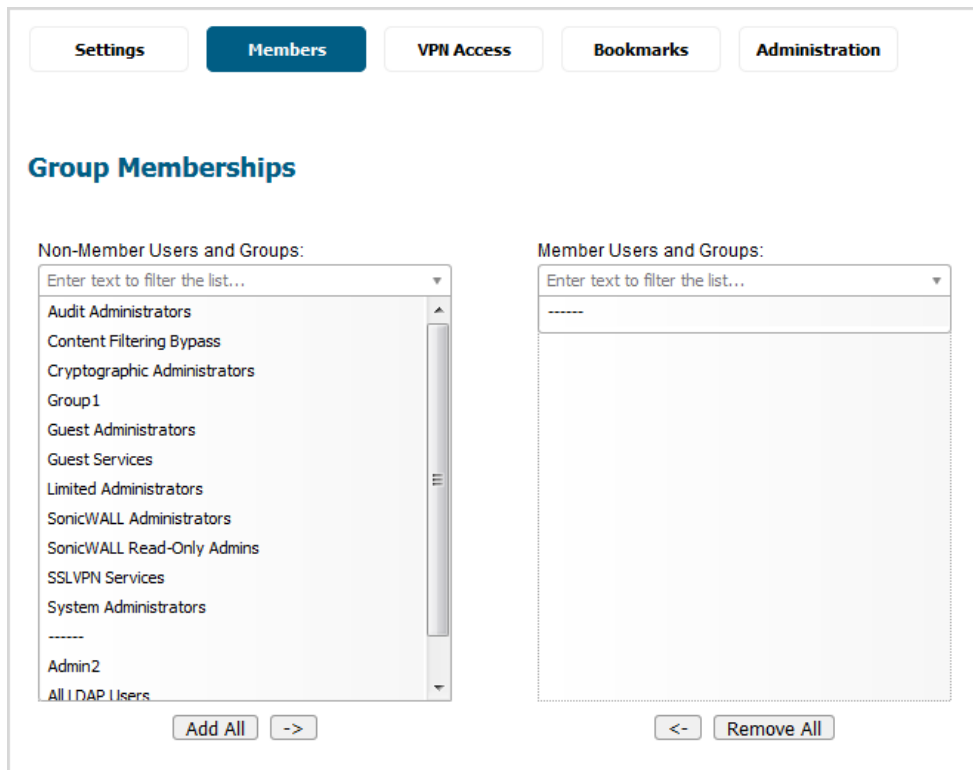 Settings Members VPN Access Bookmarks Administration
Group Memberships
Non-Member Users and Groups:
Enter text to filter the list...
Audit Administrators
Content Filtering Bypass
Cryptographic Administrators
Group1
Guest Administrators
Guest Services
Limited Administrators
SonicWALL Administrators
SonicWALL Read-Only Admins
SSLVPN Services
System Administrators
------
Admin2
All LDAP Users
Add All ->
Member Users and Groups:
Enter text to filter the list...
------
<- Remove All